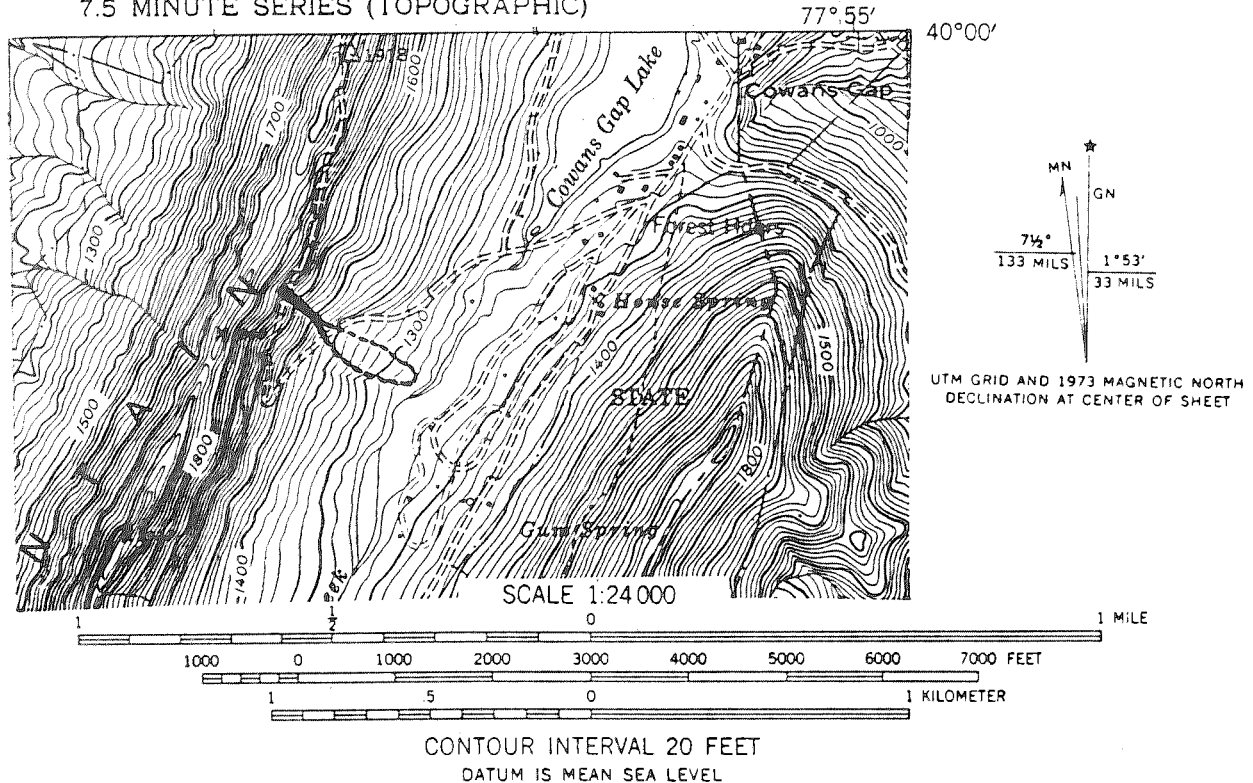 7.5 MINUTE SERIES (TOPOGRAPHIC)
77° 55'
40°00'
1918
1600
1700
Cowans Gap Lake
Cowans Gap
1000
MN
GN
Forest Hdqrs
7½°
133 MILS
1°53'
33 MILS
1300
House Spring
1300
1500
1400
UTM GRID AND 1973 MAGNETIC NORTH
DECLINATION AT CENTER OF SHEET
STATE
1500
1800
1800
Gum Spring
1400
SCALE 1:24 000
1 ½ 0 1 MILE
1000 0 1000 2000 3000 4000 5000 6000 7000 FEET
1 .5 0 1 KILOMETER
CONTOUR INTERVAL 20 FEET
DATUM IS MEAN SEA LEVEL